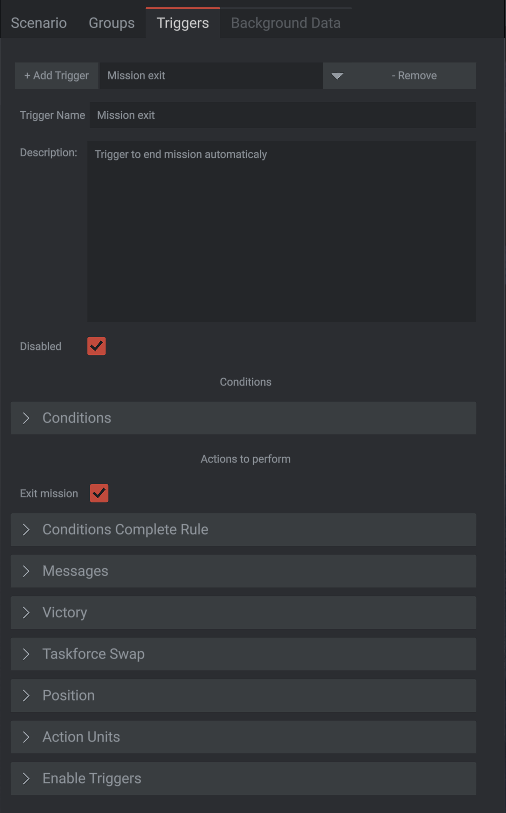 Scenario Groups Triggers Background Data
+ Add Trigger Mission exit - Remove
Trigger Name Mission exit
Description: Trigger to end mission automaticaly
Disabled
Conditions
Conditions
Actions to perform
Exit mission
Conditions Complete Rule
Messages
Victory
Taskforce Swap
Position
Action Units
Enable Triggers